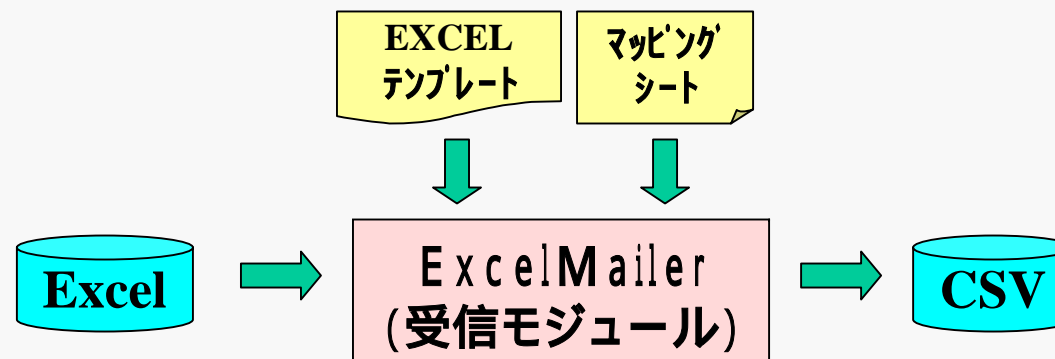 EXCEL
テンプレート
マッピング
シート
Excel
ExcelMailer
(受信モジュール)
CSV